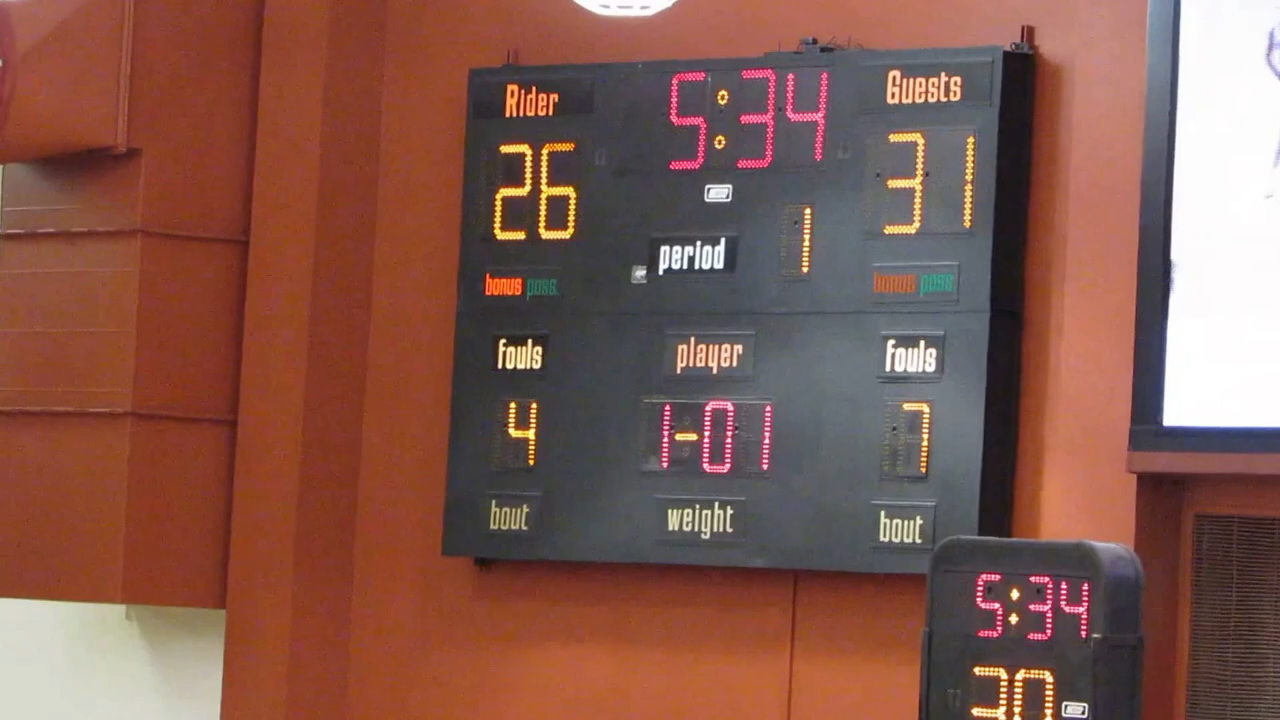 Rider 5:34 Guests
26 31
period 1
bonus poss. bonus poss.
fouls player fouls
4 1-01 7
bout weight bout
5:34
30